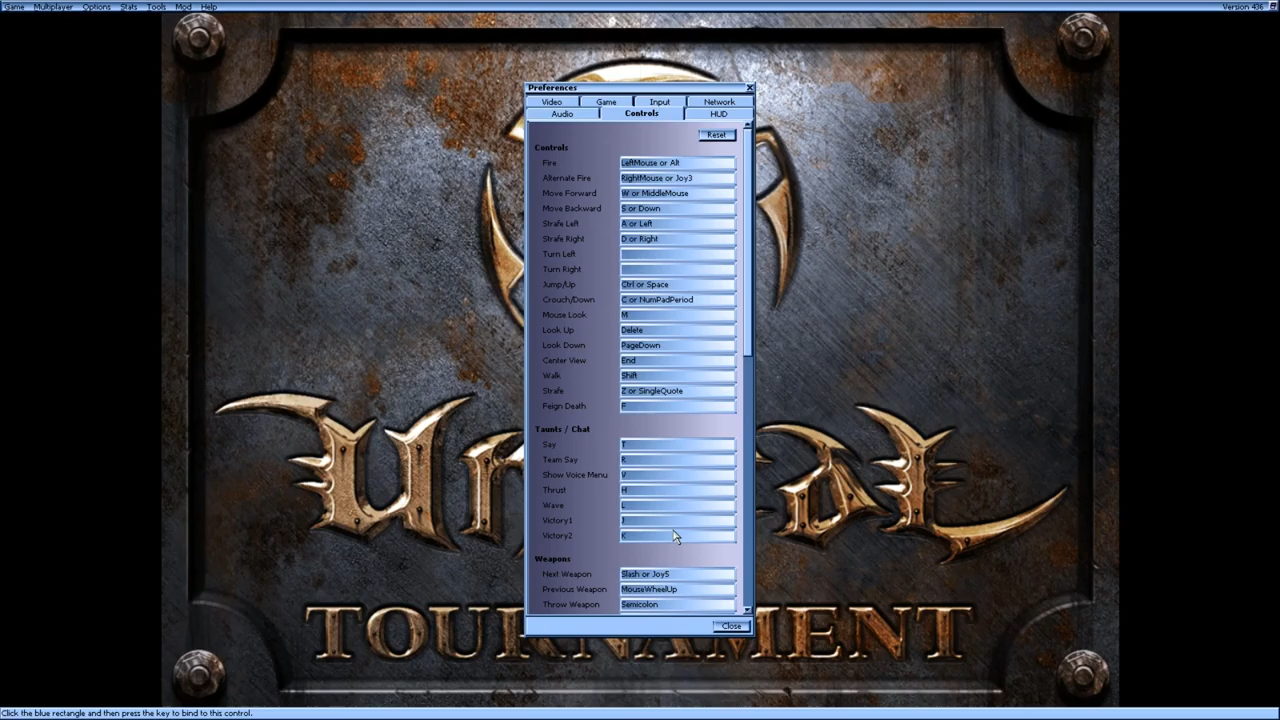 Game Multiplayer Options Stats Tools Mod Help Version 436
Preferences
Video Game Input Network
Audio Controls HUD
Reset
Controls
Fire LeftMouse or Alt
Alternate Fire RightMouse or Joy3
Move Forward W or MiddleMouse
Move Backward S or Down
Strafe Left A or Left
Strafe Right D or Right
Turn Left
Turn Right
Jump/Up Ctrl or Space
Crouch/Down C or NumPadPeriod
Mouse Look M
Look Up Delete
Look Down PageDown
Center View End
Walk Shift
Strafe Z or SingleQuote
Feign Death F
Taunts / Chat
Say T
Team Say R
Show Voice Menu V
Thrust H
Wave L
Victory1 J
Victory2 K
Weapons
Next Weapon Slash or Joy5
Previous Weapon MouseWheelUp
Throw Weapon Semicolon
Close
TOURNAMENT
Click the blue rectangle and then press the key to bind to this control.